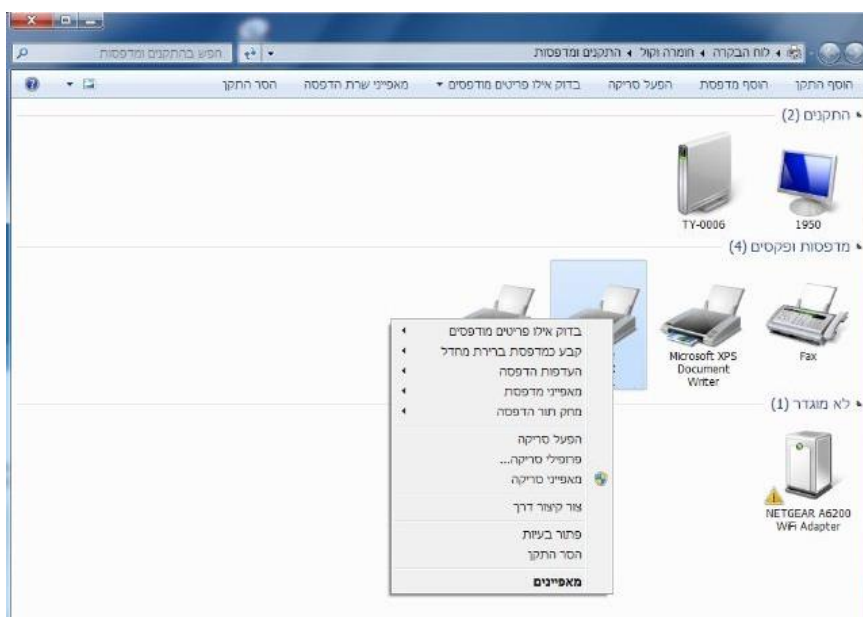 לוח הבקרה ◂ חומרה וקול ◂ התקנים ומדפסות
חפש בהתקנים ומדפסות
הוסף התקן הוסף מדפסת הפעל סריקה בדוק אילו פריטים מודפסים מאפייני שרת הדפסה הסר התקן
התקנים (2)
1950
TY-0006
מדפסות ופקסים (4)
Fax
Microsoft XPS
Document
Writer
בדוק אילו פריטים מודפסים
קבע כמדפסת ברירת מחדל
העדפות הדפסה
מאפייני מדפסת
מחק תור הדפסה
הפעל סריקה
פרופילי סריקה...
מאפייני סריקה
צור קיצור דרך
פתור בעיות
הסר התקן
מאפיינים
לא מוגדר (1)
NETGEAR A6200
WiFi Adapter